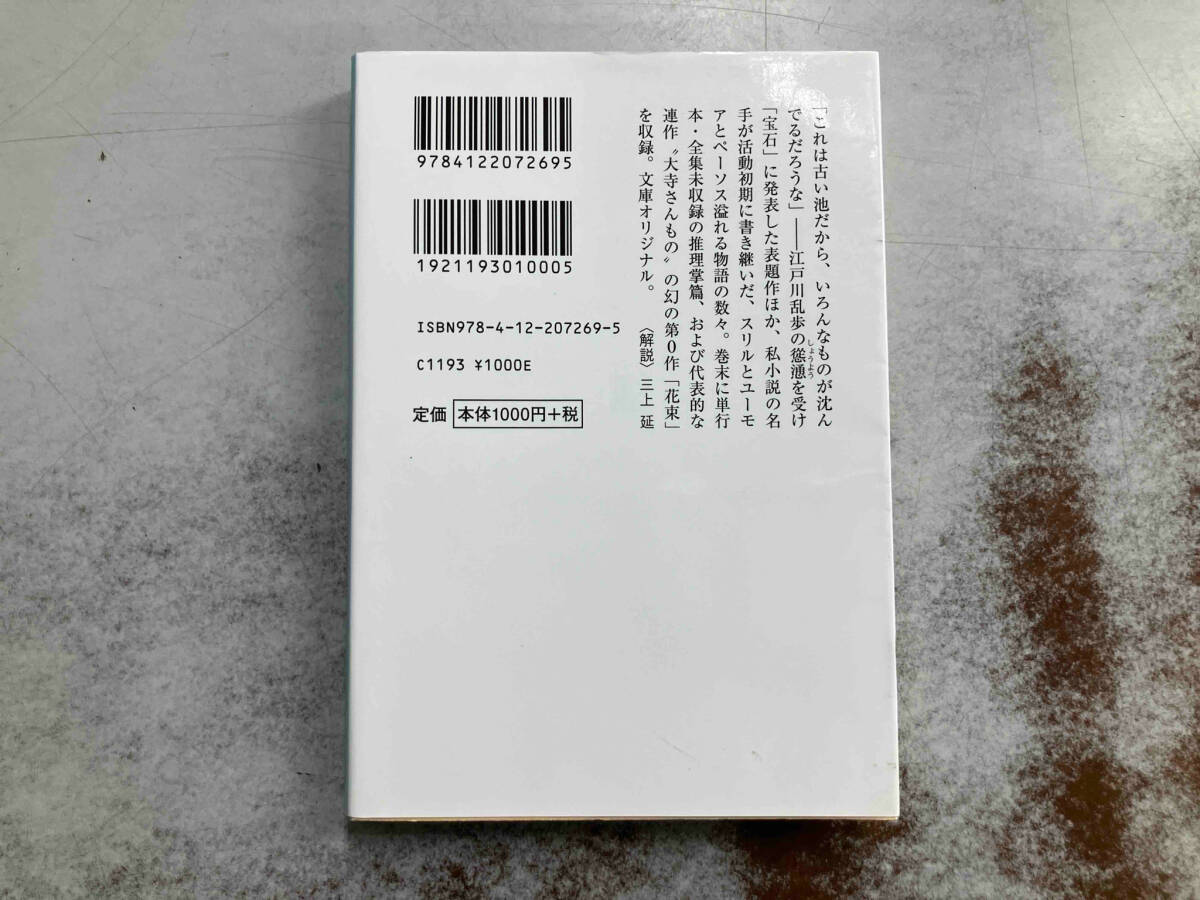 9784122072695
1921193010005
ISBN978-4-12-207269-5
C1193 ¥1000E
定価 本体1000円+税
「これは古い池だから、いろんなものが沈ん
でるだろうな」――江戸川乱歩の慫慂を受け
しょうよう
「宝石」に発表した表題作ほか、私小説の名
手が活動初期に書き継いだ、スリルとユーモ
アとペーソス溢れる物語の数々。巻末に単行
本・全集未収録の推理掌篇、および代表的な
連作〝大寺さんもの〟の幻の第0作「花束」
を収録。文庫オリジナル。 〈解説〉三上 延